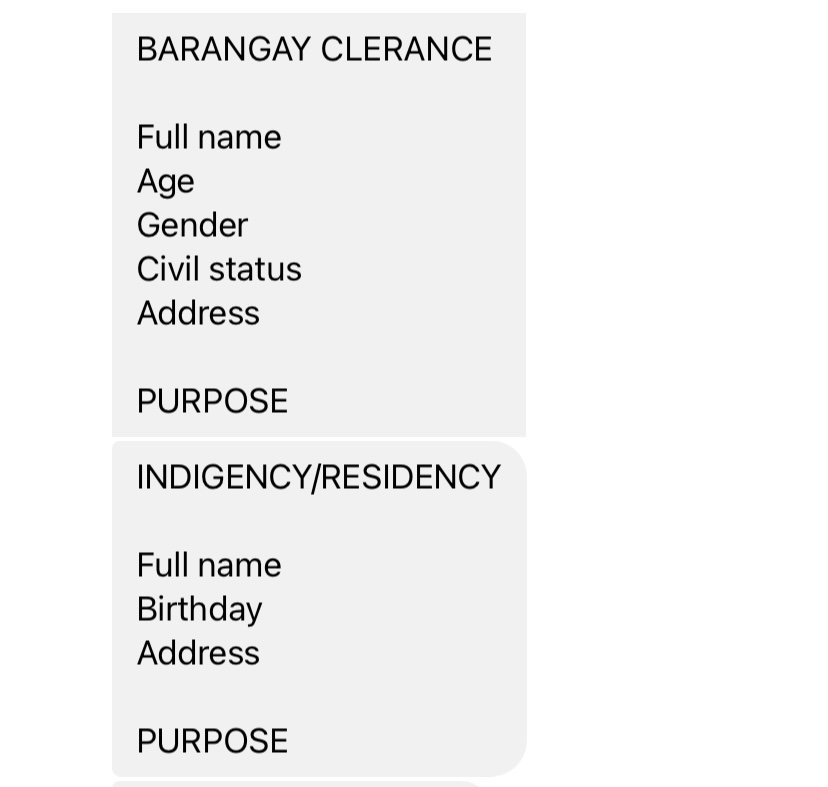 BARANGAY CLERANCE
Full name
Age
Gender
Civil status
Address
PURPOSE
INDIGENCY/RESIDENCY
Full name
Birthday
Address
PURPOSE